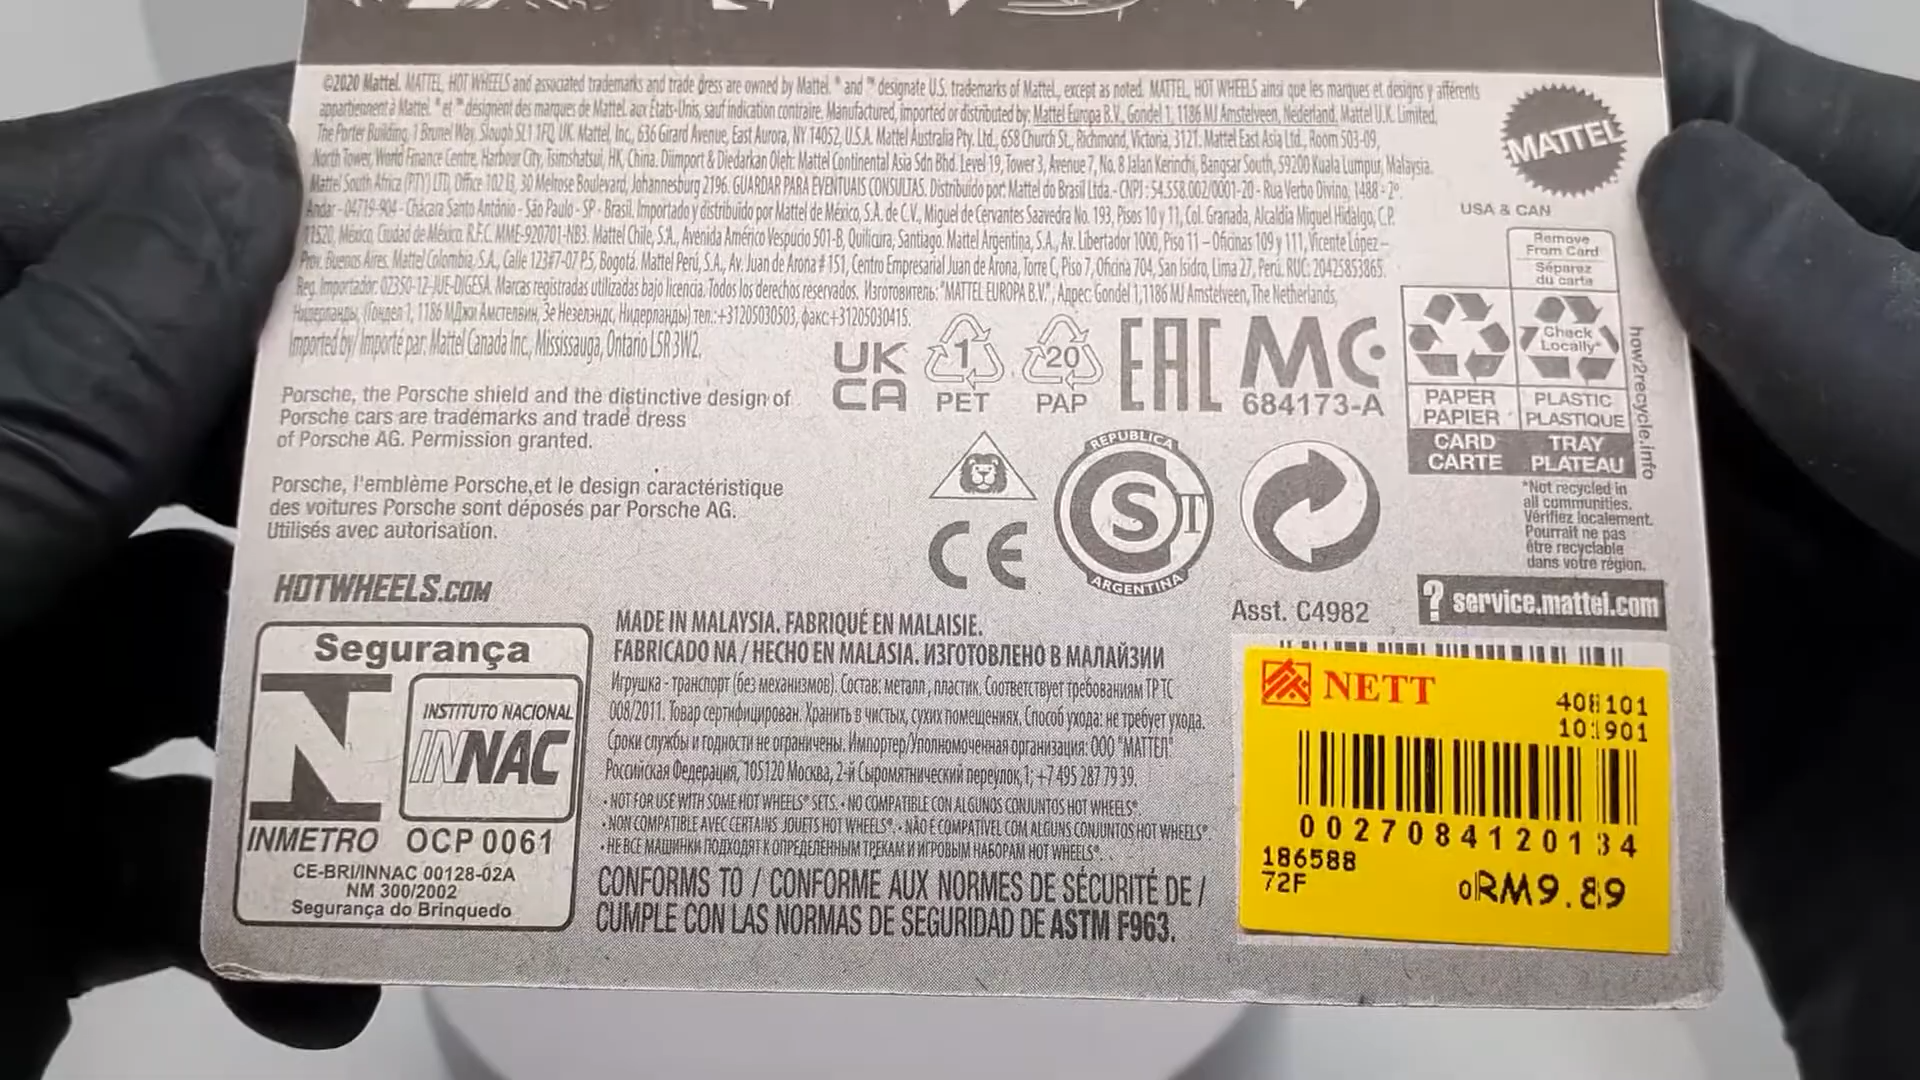 ©2020 Mattel. MATTEL, HOT WHEELS and associated trademarks and trade dress are owned by Mattel. ® and ™ designate U.S. trademarks of Mattel, except as noted. MATTEL, HOT WHEELS ainsi que les marques et designs y afférents
appartiennent à Mattel. ® et ™ désignent des marques de Mattel aux États-Unis, sauf indication contraire. Manufactured, imported or distributed by: Mattel Europa B.V., Gondel 1, 1186 MJ Amstelveen, Nederland. Mattel U.K. Limited,
The Porter Building, 1 Brunel Way, Slough SL1 1FQ, UK. Mattel, Inc., 636 Girard Avenue, East Aurora, NY 14052, U.S.A. Mattel Australia Pty. Ltd., 658 Church St., Richmond, Victoria, 3121. Mattel East Asia Ltd., Room 503-09,
North Tower, World Finance Centre, Harbour City, Tsimshatsui, HK, China. Diimport & Diedarkan Oleh: Mattel Continental Asia Sdn Bhd. Level 19, Tower 3, Avenue 7, No. 8 Jalan Kerinchi, Bangsar South, 59200 Kuala Lumpur, Malaysia.
Mattel South Africa (PTY) LTD, Office 102 I3, 30 Melrose Boulevard, Johannesburg 2196. GUARDAR PARA EVENTUAIS CONSULTAS. Distribuído por: Mattel do Brasil Ltda.- CNPJ : 54.558.002/0001-20 - Rua Verbo Divino, 1488 - 2º.
Andar - 04719-904 - Chácara Santo Antônio - São Paulo - SP - Brasil. Importado y distribuido por Mattel de México, S.A. de C.V., Miguel de Cervantes Saavedra No. 193, Pisos 10 y 11, Col. Granada, Alcaldía Miguel Hidalgo, C.P.
11520, México, Ciudad de México. R.F.C. MME-920701-NB3. Mattel Chile, S.A., Avenida Américo Vespucio 501-B, Quilicura, Santiago. Mattel Argentina, S.A., Av. Libertador 1000, Piso 11 – Oficinas 109 y 111, Vicente López –
Prov. Buenos Aires. Mattel Colombia, S.A., Calle 123#7-07 P.5, Bogotá. Mattel Perú, S.A., Av. Juan de Arona # 151, Centro Empresarial Juan de Arona, Torre C, Piso 7, Oficina 704, San Isidro, Lima 27, Perú. RUC: 20425853865.
Reg. Importador: 02350-12-JUE-DIGESA. Marcas registradas utilizadas bajo licencia. Todos los derechos reservados. Изготовитель: "MATTEL EUROPA B.V.", Адрес: Gondel 1,1186 MJ Amstelveen, The Netherlands,
Нидерланды, (Гондел 1, 1186 МДжи Амстелвин, Зе Незеландс, Нидерланды) тел.:+31205030503, факс:+31205030415.
Imported by/ Importé par: Mattel Canada Inc., Mississauga, Ontario L5R 3W2.
MATTEL
USA & CAN
Remove
From Card
Séparez
du carte
Check
Locally*
PAPER
PAPIER
PLASTIC
PLASTIQUE
CARD
CARTE
TRAY
PLATEAU
how2recycle.info
*Not recycled in
all communities.
Vérifiez localement.
Pourrait ne pas
être recyclable
dans votre région.
UK
CA
1
PET
20
PAP
EAC
MC
684173-A
Porsche, the Porsche shield and the distinctive design of
Porsche cars are trademarks and trade dress
of Porsche AG. Permission granted.
Porsche, l'emblème Porsche,et le design caractéristique
des voitures Porsche sont déposés par Porsche AG.
Utilisés avec autorisation.
CE
REPUBLICA
S T
ARGENTINA
HOTWHEELS.COM
Asst. C4982
? service.mattel.com
Segurança
INSTITUTO NACIONAL
INNAC
INMETRO OCP 0061
CE-BRI/INNAC 00128-02A
NM 300/2002
Segurança do Brinquedo
MADE IN MALAYSIA. FABRIQUÉ EN MALAISIE.
FABRICADO NA / HECHO EN MALASIA. ИЗГОТОВЛЕНО В МАЛАЙЗИИ
Игрушка - транспорт (без механизмов). Состав: металл, пластик. Соответствует требованиям ТР ТС
008/2011. Товар сертифицирован. Хранить в чистых, сухих помещениях. Способ ухода: не требует ухода.
Сроки службы и годности не ограничены. Импортер/Уполномоченная организация: ООО "МАТТЕЛ"
Российская Федерация, 105120 Москва, 2-й Сыромятнический переулок,1; +7 495 287 79 39.
• NOT FOR USE WITH SOME HOT WHEELS® SETS. • NO COMPATIBLE CON ALGUNOS CONJUNTOS HOT WHEELS®.
• NON COMPATIBLE AVEC CERTAINS JOUETS HOT WHEELS®. • NÃO É COMPATÍVEL COM ALGUNS CONJUNTOS HOT WHEELS®
• НЕ ВСЕ МАШИНКИ ПОДХОДЯТ К ОПРЕДЕЛЕННЫМ ТРЕКАМ И ИГРОВЫМ НАБОРАМ HOT WHEELS®.
CONFORMS TO / CONFORME AUX NORMES DE SÉCURITÉ DE /
CUMPLE CON LAS NORMAS DE SEGURIDAD DE ASTM F963.
NETT
408101
101901
0027084120134
186588
72F
RM9.89